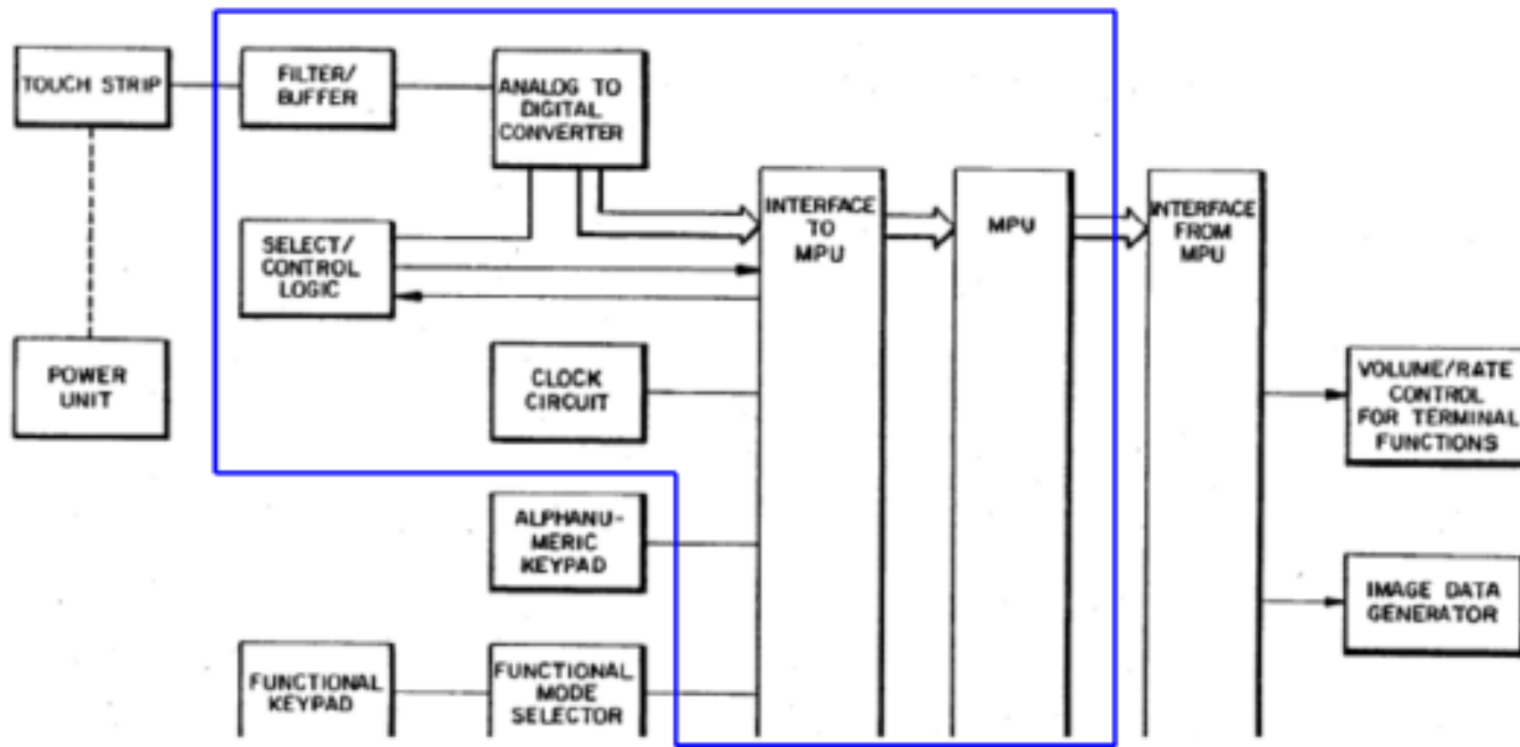 TOUCH STRIP
FILTER/
BUFFER
ANALOG TO
DIGITAL
CONVERTER
INTERFACE
TO
MPU
MPU
INTERFACE
FROM
MPU
SELECT/
CONTROL
LOGIC
POWER
UNIT
CLOCK
CIRCUIT
VOLUME/RATE
CONTROL
FOR TERMINAL
FUNCTIONS
ALPHANU-
MERIC
KEYPAD
IMAGE DATA
GENERATOR
FUNCTIONAL
KEYPAD
FUNCTIONAL
MODE
SELECTOR